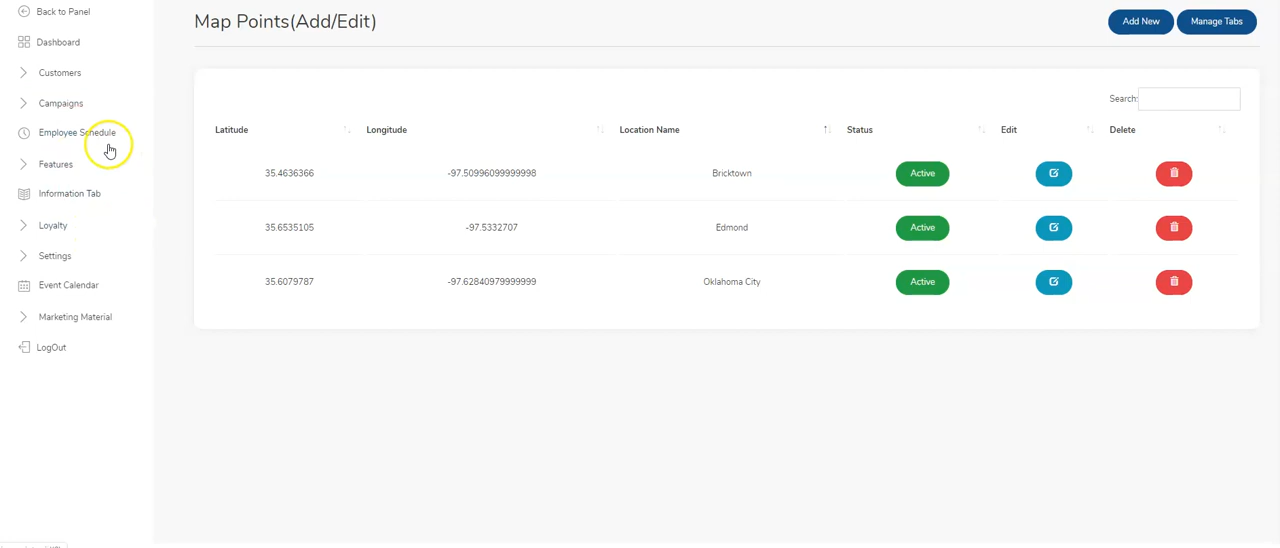 Back to Panel
Dashboard
Customers
Campaigns
Employee Schedule
Features
Information Tab
Loyalty
Settings
Event Calendar
Marketing Material
LogOut
Map Points(Add/Edit)
Add New Manage Tabs
Search:
Latitude Longitude Location Name Status Edit Delete
35.4636366 -97.50996099999998 Bricktown Active
35.6535105 -97.5332707 Edmond Active
35.6079787 -97.62840979999999 Oklahoma City Active